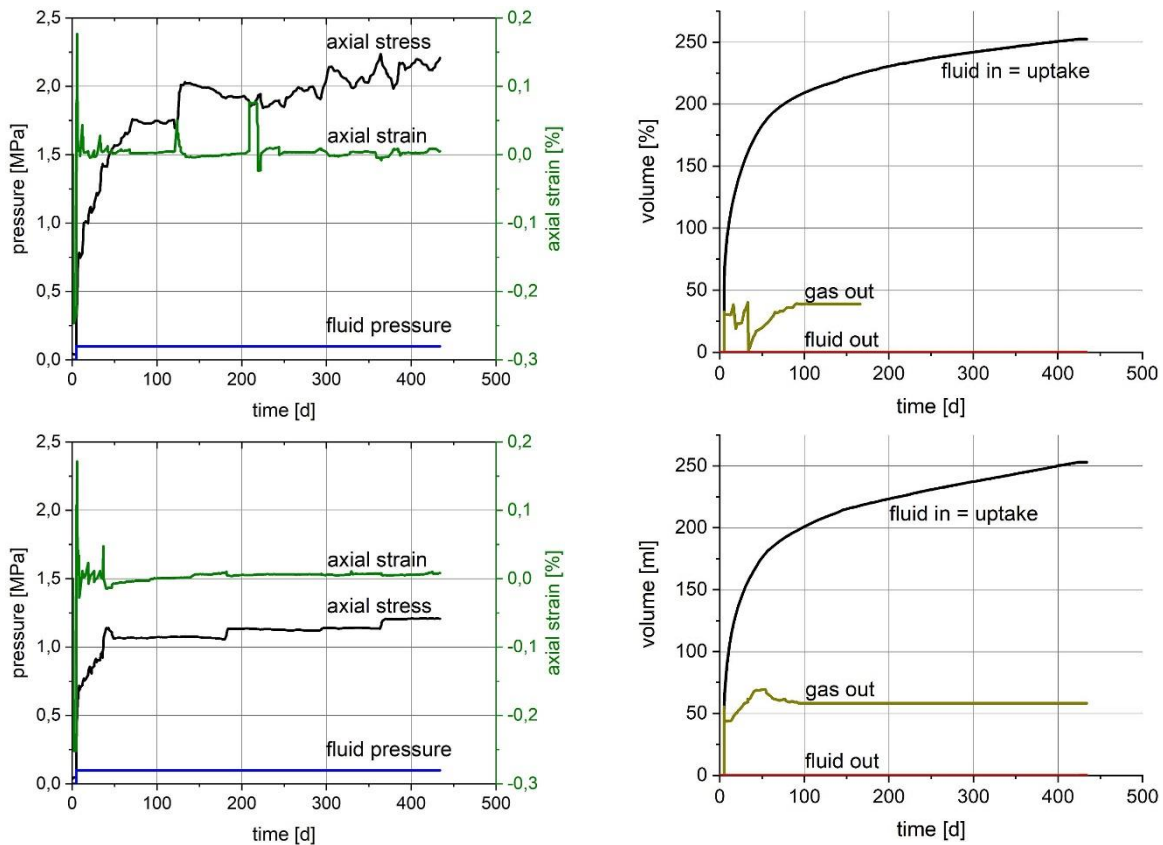 2,5
2,0
1,5
1,0
0,5
0,0
pressure [MPa]
axial stress
axial strain
fluid pressure
0,2
0,1
0,0
-0,1
-0,2
-0,3
axial strain [%]
0 100 200 300 400 500
time [d]
250
200
150
100
50
0
volume [%]
fluid in = uptake
gas out
fluid out
0 100 200 300 400 500
time [d]
2,5
2,0
1,5
1,0
0,5
0,0
pressure [MPa]
axial strain
axial stress
fluid pressure
0,2
0,1
0,0
-0,1
-0,2
-0,3
axial strain [%]
0 100 200 300 400 500
time [d]
250
200
150
100
50
0
volume [ml]
fluid in = uptake
gas out
fluid out
0 100 200 300 400 500
time [d]